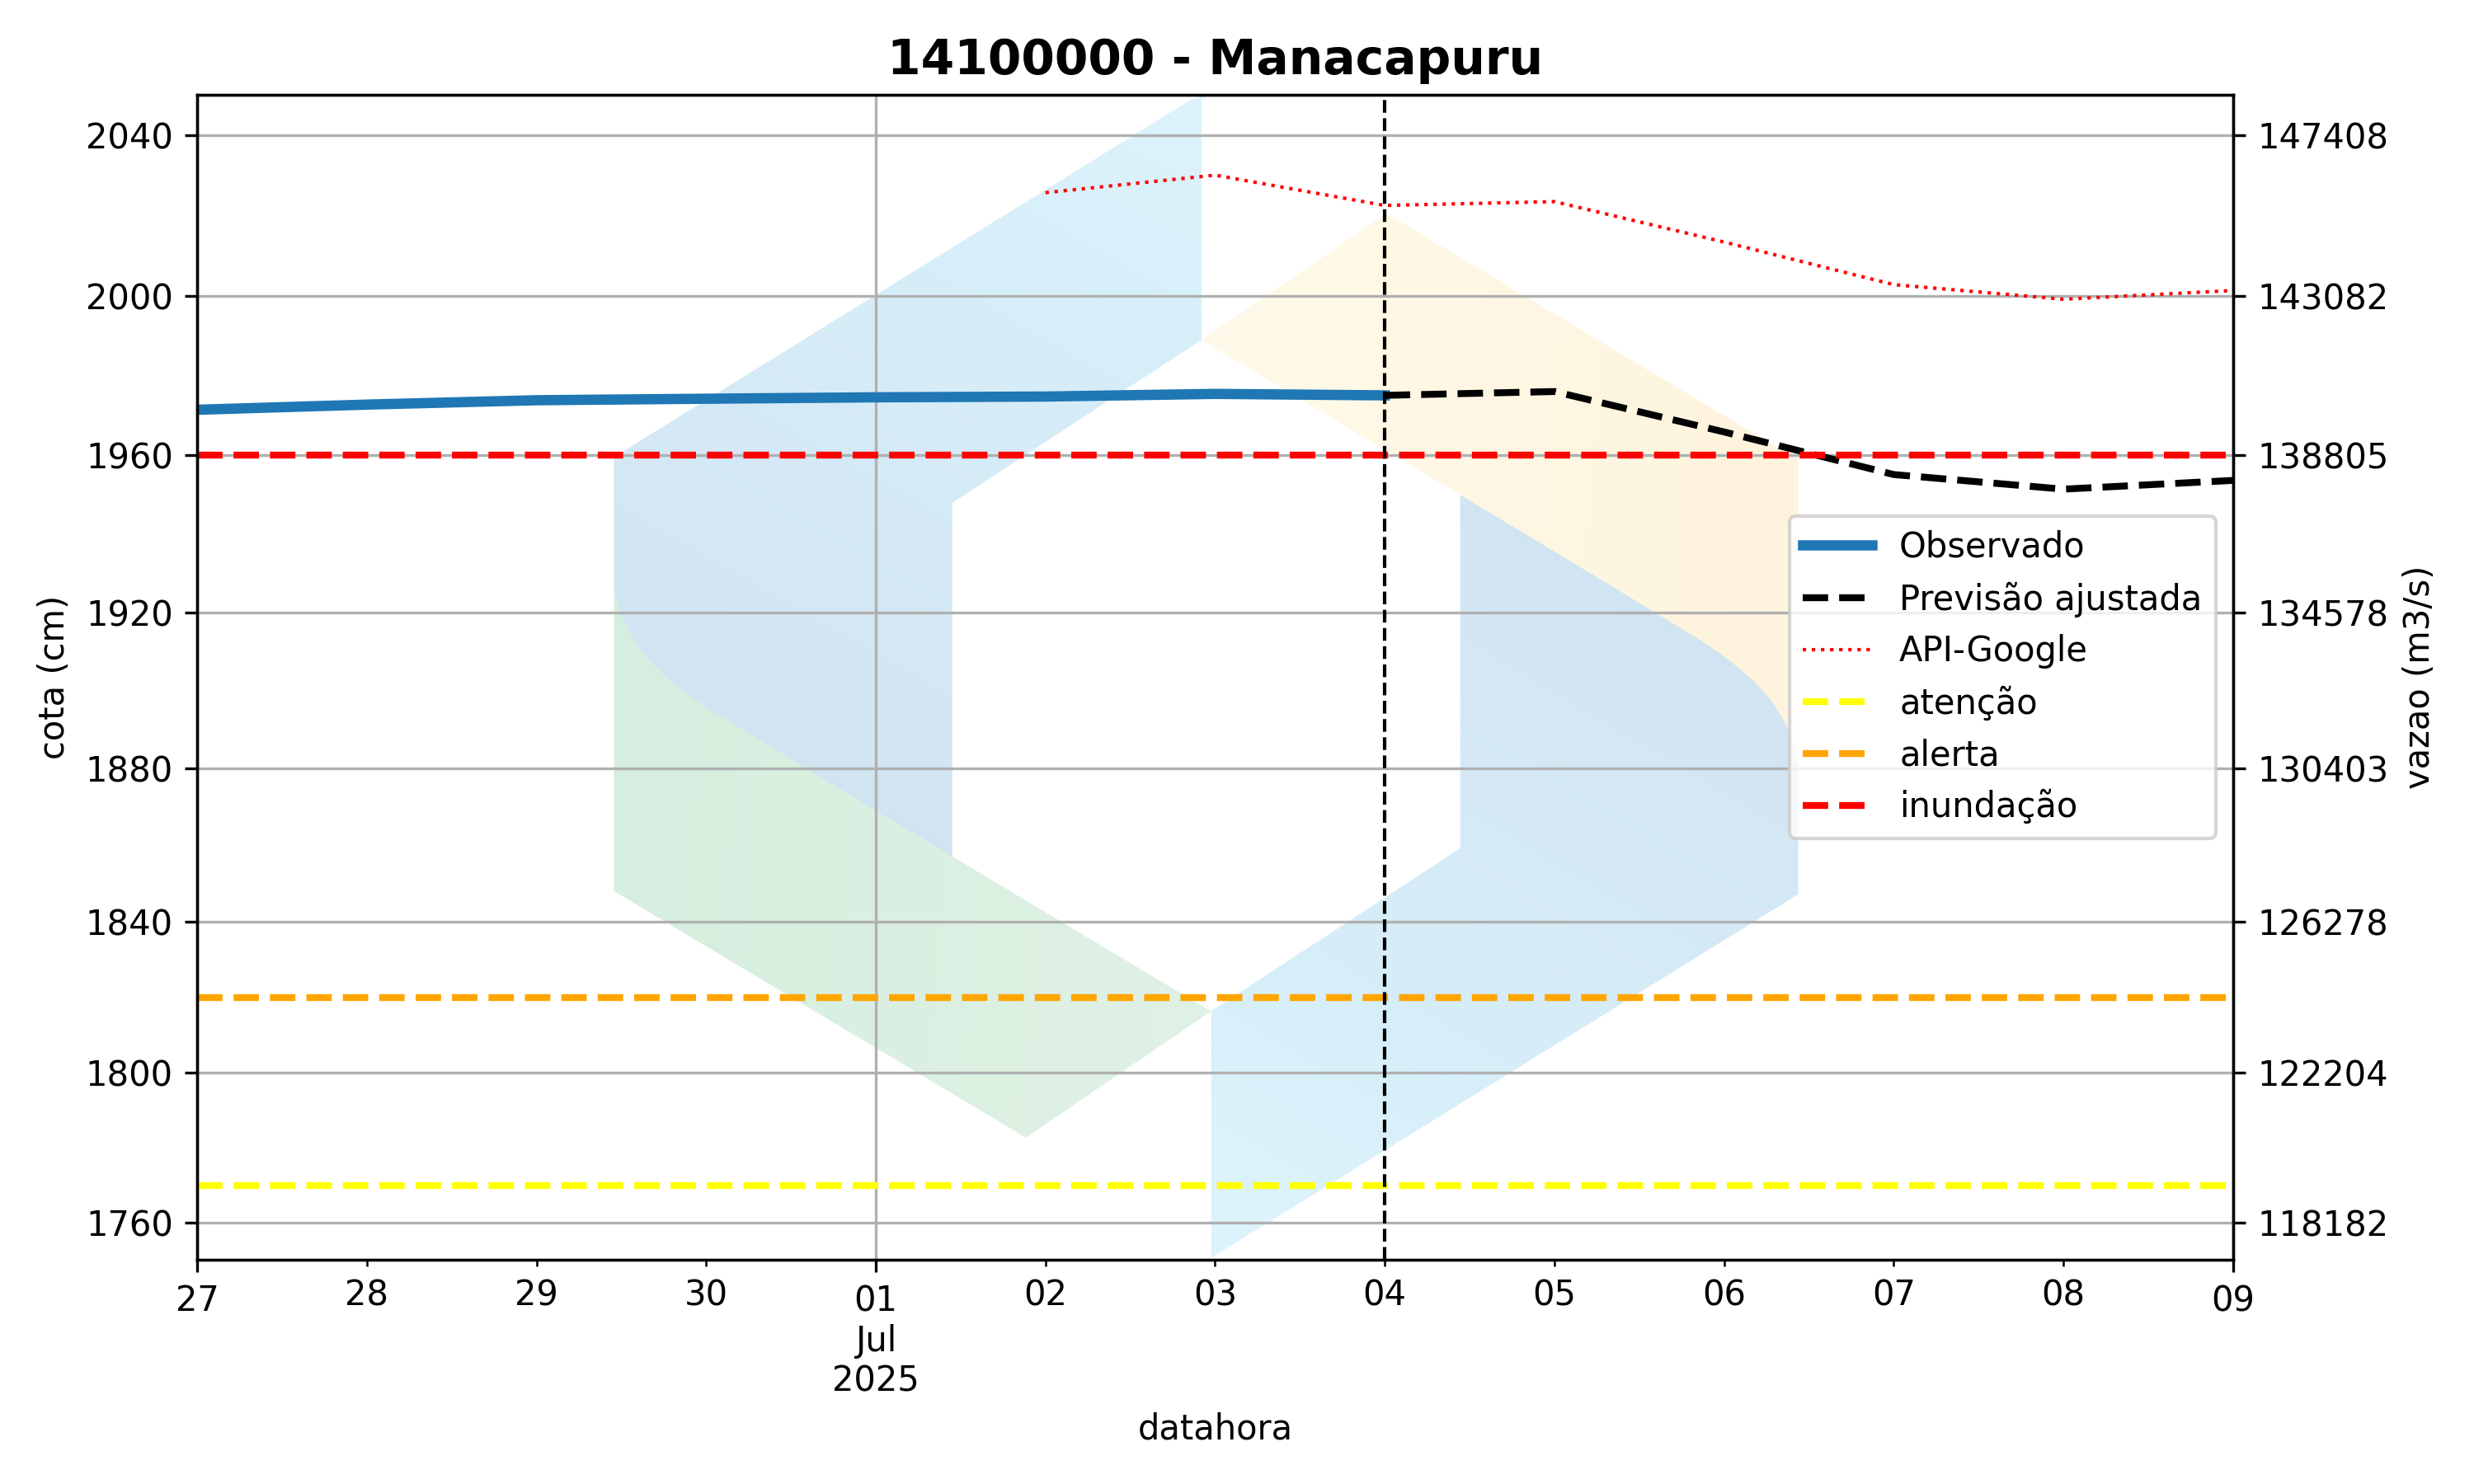 14100000 - Manacapuru
2040
2000
1960
1920
1880
1840
1800
1760
cota (cm)
147408
143082
138805
134578
130403
126278
122204
118182
vazao (m3/s)
Observado
Previsão ajustada
API-Google
atenção
alerta
inundação
27 28 29 30 01 02 03 04 05 06 07 08 09
Jul
2025
datahora